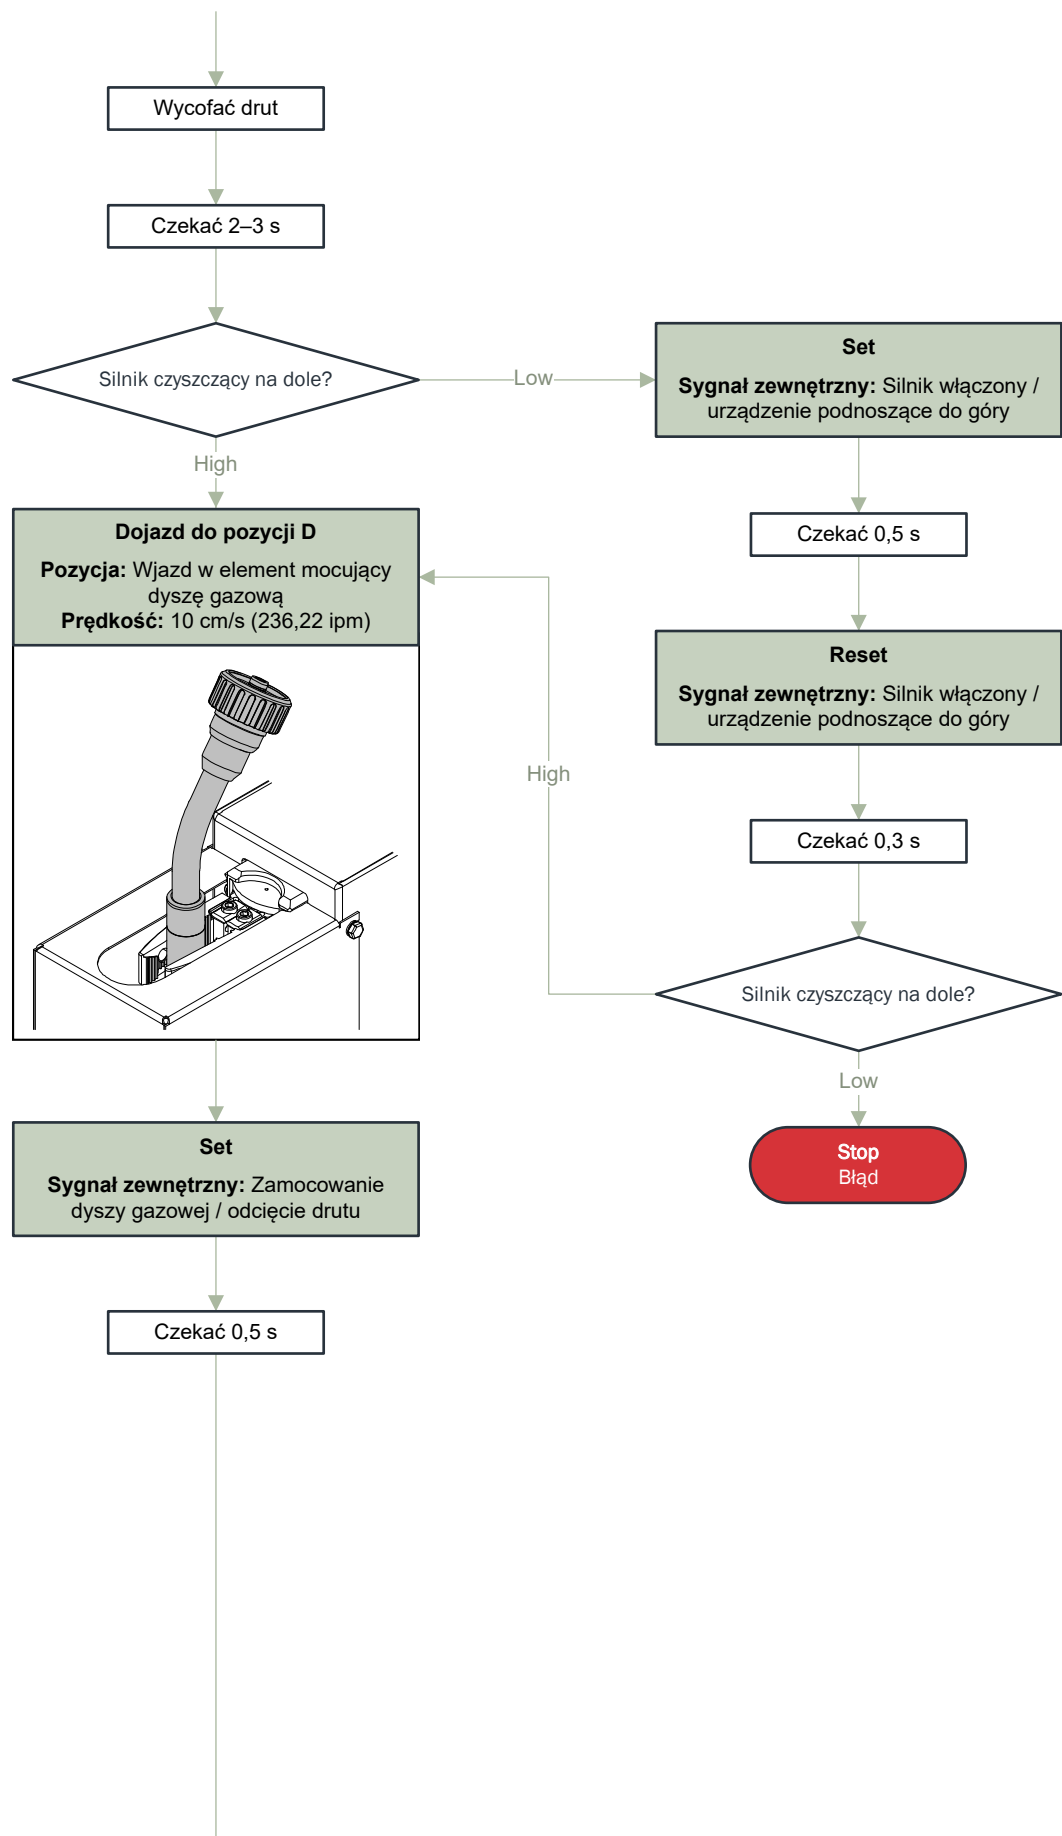 Wycofać drut
Czekać 2–3 s
Silnik czyszczący na dole?
Low
High
Set
Sygnał zewnętrzny: Silnik włączony /
urządzenie podnoszące do góry
Czekać 0,5 s
Reset
Sygnał zewnętrzny: Silnik włączony /
urządzenie podnoszące do góry
Czekać 0,3 s
Silnik czyszczący na dole?
High
Low
Stop
Błąd
Dojazd do pozycji D
Pozycja: Wjazd w element mocujący
dyszę gazową
Prędkość: 10 cm/s (236,22 ipm)
Set
Sygnał zewnętrzny: Zamocowanie
dyszy gazowej / odcięcie drutu
Czekać 0,5 s